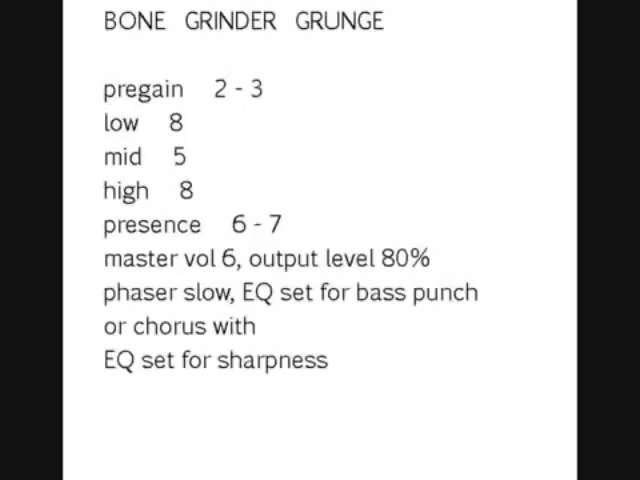 BONE GRINDER GRUNGE
pregain 2 - 3
low 8
mid 5
high 8
presence 6 - 7
master vol 6, output level 80%
phaser slow, EQ set for bass punch
or chorus with
EQ set for sharpness